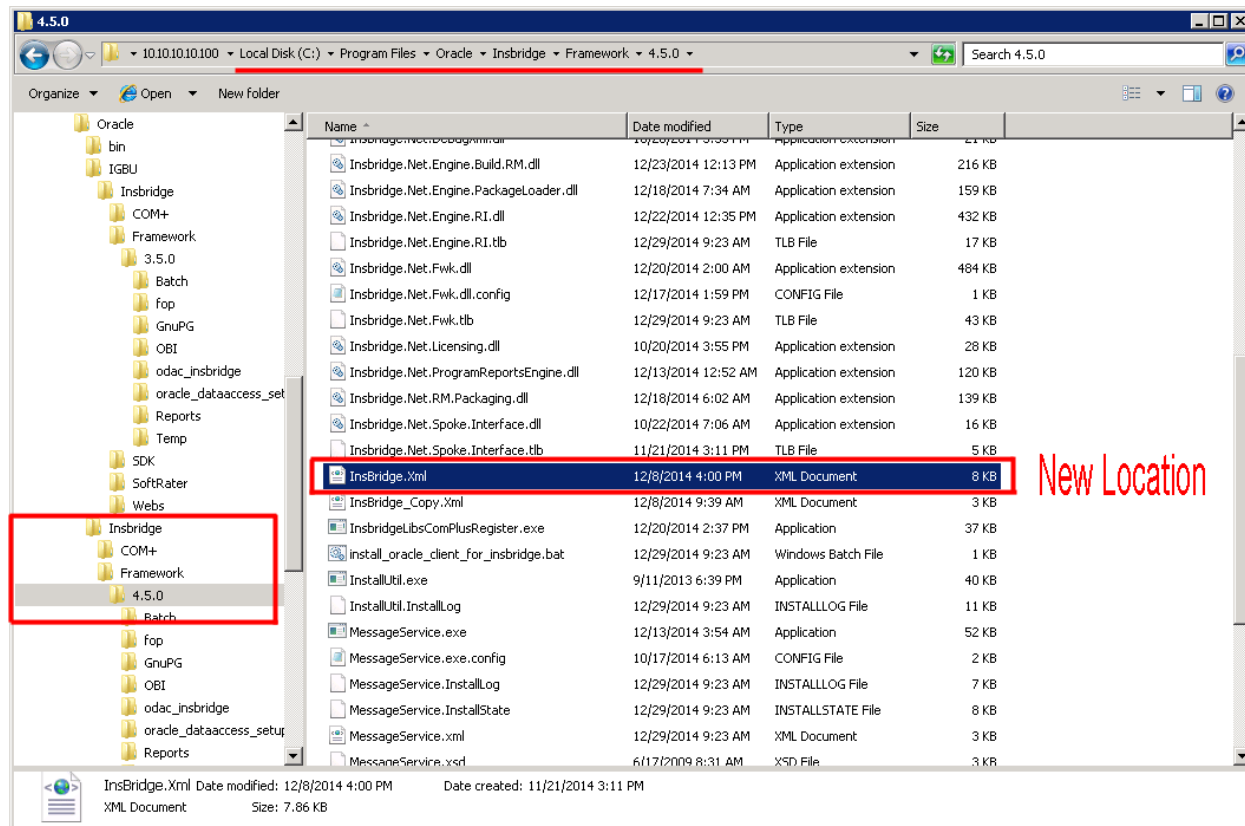 4.5.0
10.10.10.10.100 Local Disk (C:) Program Files Oracle Insbridge Framework 4.5.0 Search 4.5.0
Organize Open New folder
Oracle
bin
IGBU
Insbridge
COM+
Framework
3.5.0
Batch
fop
GnuPG
OBI
odac_insbridge
oracle_dataaccess_set
Reports
Temp
SDK
SoftRater
Webs
Insbridge
COM+
Framework
4.5.0
Batch
fop
GnuPG
OBI
odac_insbridge
oracle_dataaccess_setup
Reports
Name Date modified Type Size
Insbridge.Net.Engine.Build.RM.dll 12/23/2014 12:13 PM Application extension 216 KB
Insbridge.Net.Engine.PackageLoader.dll 12/18/2014 7:34 AM Application extension 159 KB
Insbridge.Net.Engine.RI.dll 12/22/2014 12:35 PM Application extension 432 KB
Insbridge.Net.Engine.RI.tlb 12/29/2014 9:23 AM TLB File 17 KB
Insbridge.Net.Fwk.dll 12/20/2014 2:00 AM Application extension 484 KB
Insbridge.Net.Fwk.dll.config 12/17/2014 1:59 PM CONFIG File 1 KB
Insbridge.Net.Fwk.tlb 12/29/2014 9:23 AM TLB File 43 KB
Insbridge.Net.Licensing.dll 10/20/2014 3:55 PM Application extension 28 KB
Insbridge.Net.ProgramReportsEngine.dll 12/13/2014 12:52 AM Application extension 120 KB
Insbridge.Net.RM.Packaging.dll 12/18/2014 6:02 AM Application extension 139 KB
Insbridge.Net.Spoke.Interface.dll 10/22/2014 7:06 AM Application extension 16 KB
Insbridge.Net.Spoke.Interface.tlb 11/21/2014 3:11 PM TLB File 5 KB
InsBridge.Xml 12/8/2014 4:00 PM XML Document 8 KB
New Location
InsBridge_Copy.Xml 12/8/2014 9:39 AM XML Document 3 KB
InsbridgeLibsComPlusRegister.exe 12/20/2014 2:37 PM Application 37 KB
install_oracle_client_for_insbridge.bat 12/29/2014 9:23 AM Windows Batch File 1 KB
InstallUtil.exe 9/11/2013 6:39 PM Application 40 KB
InstallUtil.InstallLog 12/29/2014 9:23 AM INSTALLLOG File 11 KB
MessageService.exe 12/13/2014 3:54 AM Application 52 KB
MessageService.exe.config 10/17/2014 6:13 AM CONFIG File 2 KB
MessageService.InstallLog 12/29/2014 9:23 AM INSTALLLOG File 7 KB
MessageService.InstallState 12/29/2014 9:23 AM INSTALLSTATE File 8 KB
MessageService.xml 12/29/2014 9:23 AM XML Document 3 KB
MessageService.xsd 6/17/2009 8:31 AM XSD File 3 KB
InsBridge.Xml Date modified: 12/8/2014 4:00 PM Date created: 11/21/2014 3:11 PM
XML Document Size: 7.86 KB